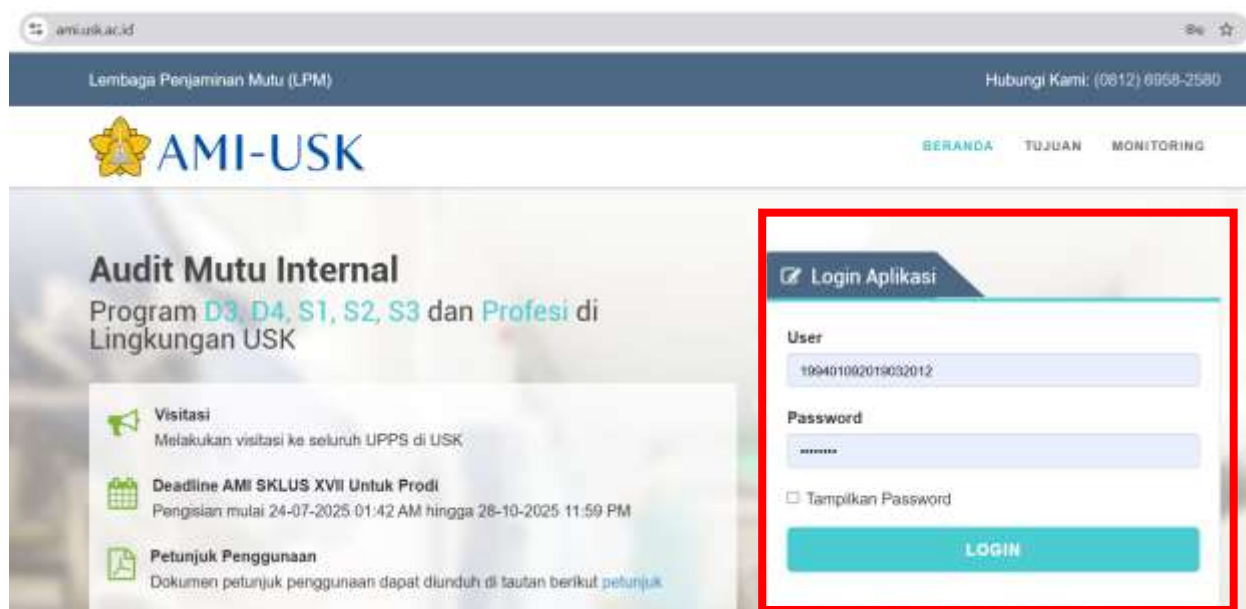 ami.usk.ac.id
Lembaga Penjaminan Mutu (LPM)
Hubungi Kami: (0812) 6958-2580
AMI-USK
BERANDA TUJUAN MONITORING
Audit Mutu Internal
Program D3, D4, S1, S2, S3 dan Profesi di
Lingkungan USK
Visitasi
Melakukan visitasi ke seluruh UPPS di USK
Deadline AMI SKLUS XVII Untuk Prodi
Pengisian mulai 24-07-2025 01:42 AM hingga 28-10-2025 11:59 PM
Petunjuk Penggunaan
Dokumen petunjuk penggunaan dapat diunduh di tautan berikut petunjuk
Login Aplikasi
User
199401092019032012
Password
••••••••
Tampilkan Password
LOGIN